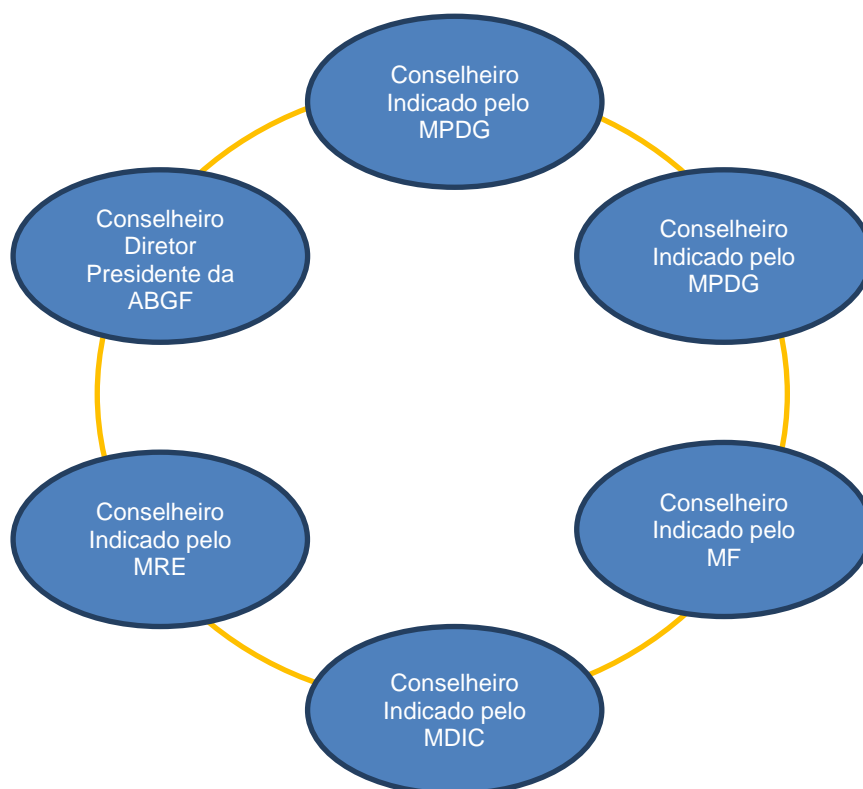 Conselheiro
Indicado pelo
MPDG
Conselheiro
Indicado pelo
MPDG
Conselheiro
Indicado pelo
MF
Conselheiro
Indicado pelo
MDIC
Conselheiro
Indicado pelo
MRE
Conselheiro
Diretor
Presidente da
ABGF